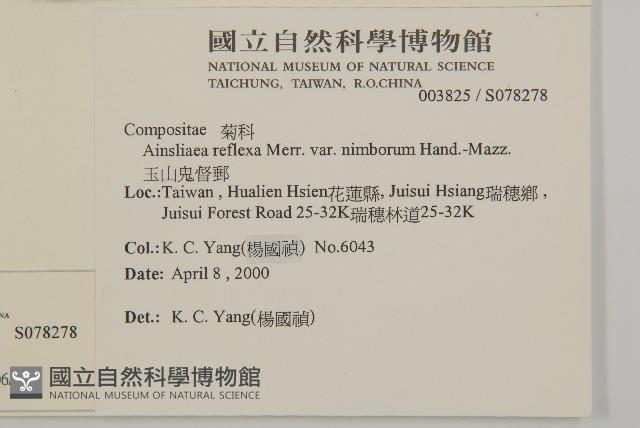 國立自然科學博物館
NATIONAL MUSEUM OF NATURAL SCIENCE
TAICHUNG, TAIWAN, R.O.CHINA
003825 / S078278
Compositae 菊科
Ainsliaea reflexa Merr. var. nimborum Hand.-Mazz.
玉山鬼督郵
Loc.:Taiwan , Hualien Hsien花蓮縣, Juisui Hsiang瑞穗鄉 ,
Juisui Forest Road 25-32K瑞穗林道25-32K
Col.: K. C. Yang(楊國禎) No.6043
Date: April 8 , 2000
Det.: K. C. Yang(楊國禎)
S078278
國立自然科學博物館
NATIONAL MUSEUM OF NATURAL SCIENCE